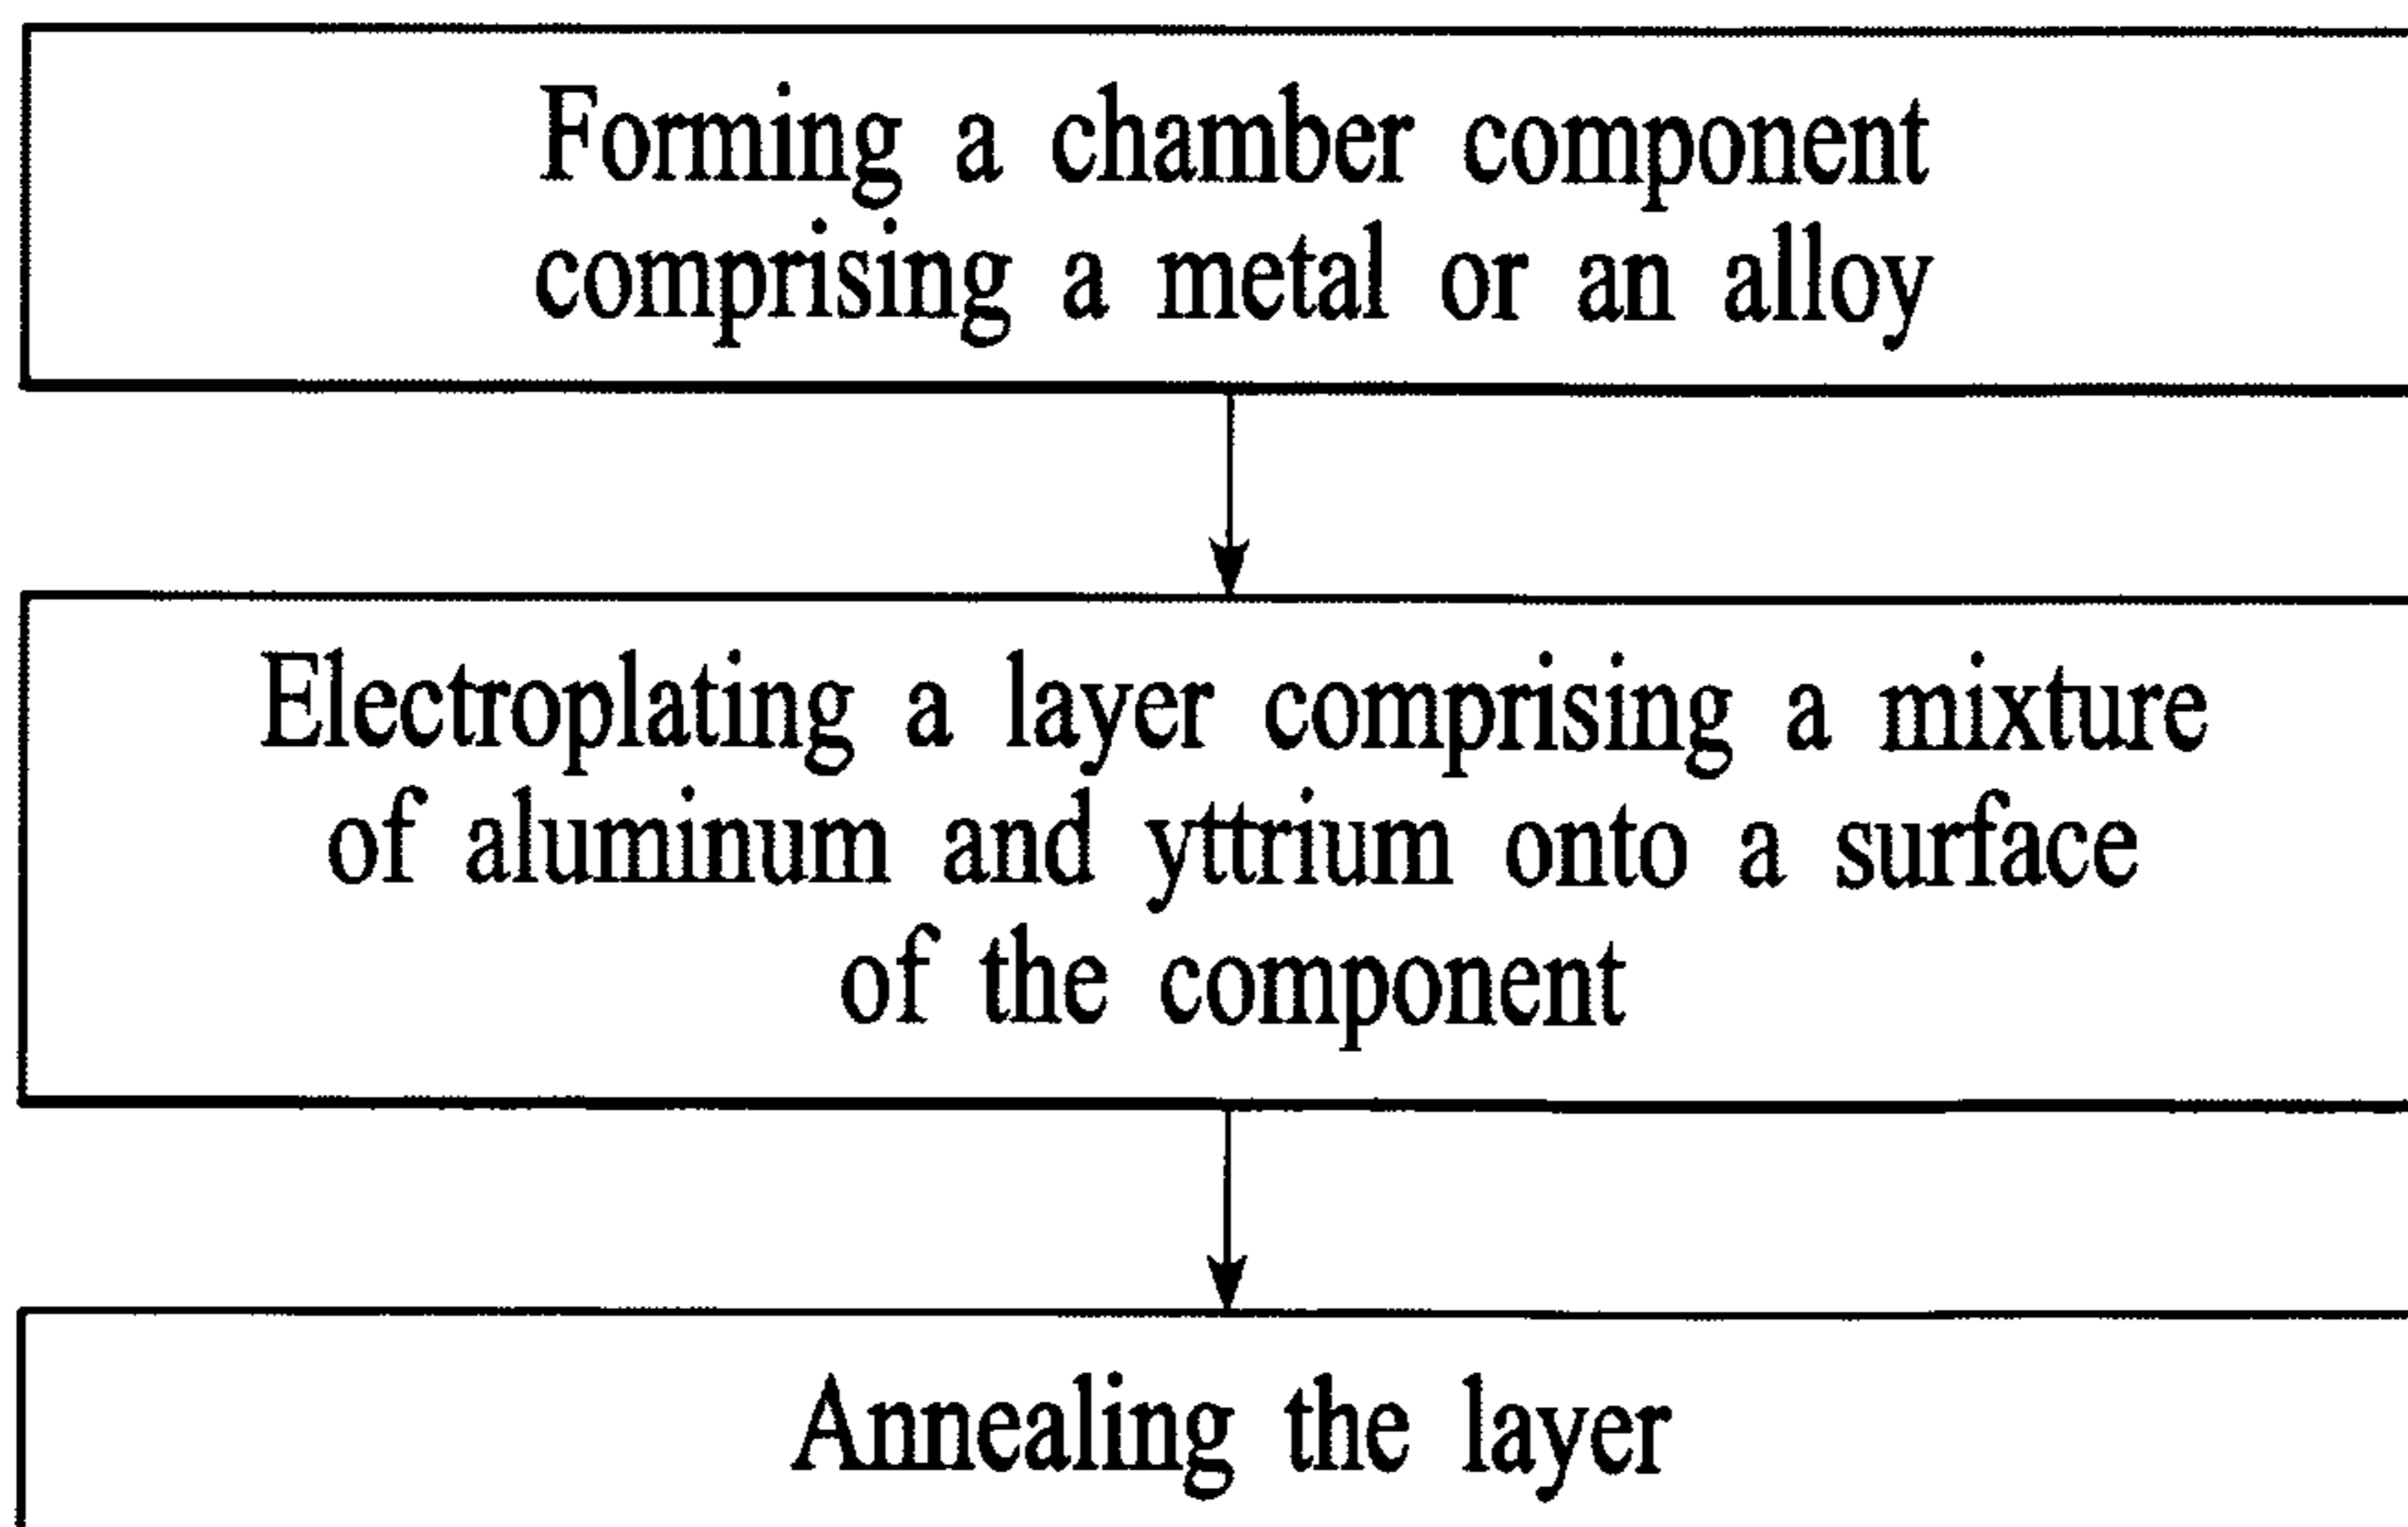 Forming a chamber component
comprising a metal or an alloy
Electroplating a layer comprising a mixture
of aluminum and yttrium onto a surface
of the component
Annealing the layer